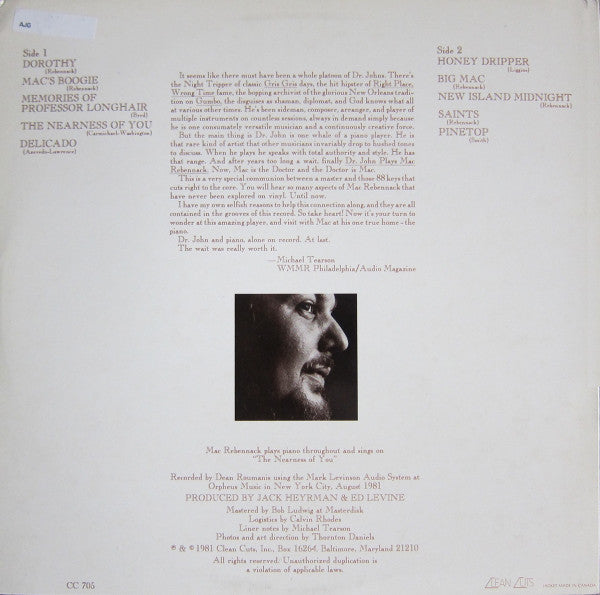 AJG
Side 1
DOROTHY
(Rebennack)
MAC'S BOOGIE
(Rebennack)
MEMORIES OF
PROFESSOR LONGHAIR
(Byrd)
THE NEARNESS OF YOU
(Carmichael-Washington)
DELICADO
(Azevedo-Lawrence)
It seems like there must have been a whole platoon of Dr. Johns. There's
the Night Tripper of classic Gris Gris days, the hit hipster of Right Place,
Wrong Time fame, the bopping archivist of the glorious New Orleans tradi-
tion on Gumbo, the disguises as shaman, diplomat, and God knows what all
at various other times. He's been sideman, composer, arranger, and player of
multiple instruments on countless sessions, always in demand simply because
he is one consumately versatile musician and a continuously creative force.
But the main thing is Dr. John is one whale of a piano player. He is
that rare kind of artist that other musicians invariably drop to hushed tones
to discuss. When he plays he speaks with total authority and style. He has
that range. And after years too long a wait, finally Dr. John Plays Mac
Rebennack. Now, Mac is the Doctor and the Doctor is Mac.
This is a very special communion between a master and those 88 keys that
cuts right to the core. You will hear so many aspects of Mac Rebennack that
have never been explored on vinyl. Until now.
I have my own selfish reasons to help this connection along, and they are all
contained in the grooves of this record. So take heart! Now it's your turn to
wonder at this amazing player, and visit with Mac at his one true home-the
piano.
Dr. John and piano, alone on record. At last.
The wait was really worth it.
—Michael Tearson
WMMR Philadelphia/Audio Magazine
Side 2
HONEY DRIPPER
(Liggins)
BIG MAC
(Rebennack)
NEW ISLAND MIDNIGHT
(Rebennack)
SAINTS
(Rebennack)
PINETOP
(Smith)
Mac Rebennack plays piano throughout and sings on
"The Nearness of You"
Recorded by Dean Roumanis using the Mark Levinson Audio System at
Orpheus Music in New York City, August 1981
PRODUCED BY JACK HEYRMAN & ED LEVINE
Mastered by Bob Ludwig at Masterdisk
Logistics by Calvin Rhodes
Liner notes by Michael Tearson
Photos and art direction by Thornton Daniels
℗ & © 1981 Clean Cuts, Inc., Box 16264, Baltimore, Maryland 21210
All rights reserved. Unauthorized duplication is
a violation of applicable laws.
CC 705
CLEAN CUTS
JACKET MADE IN CANADA